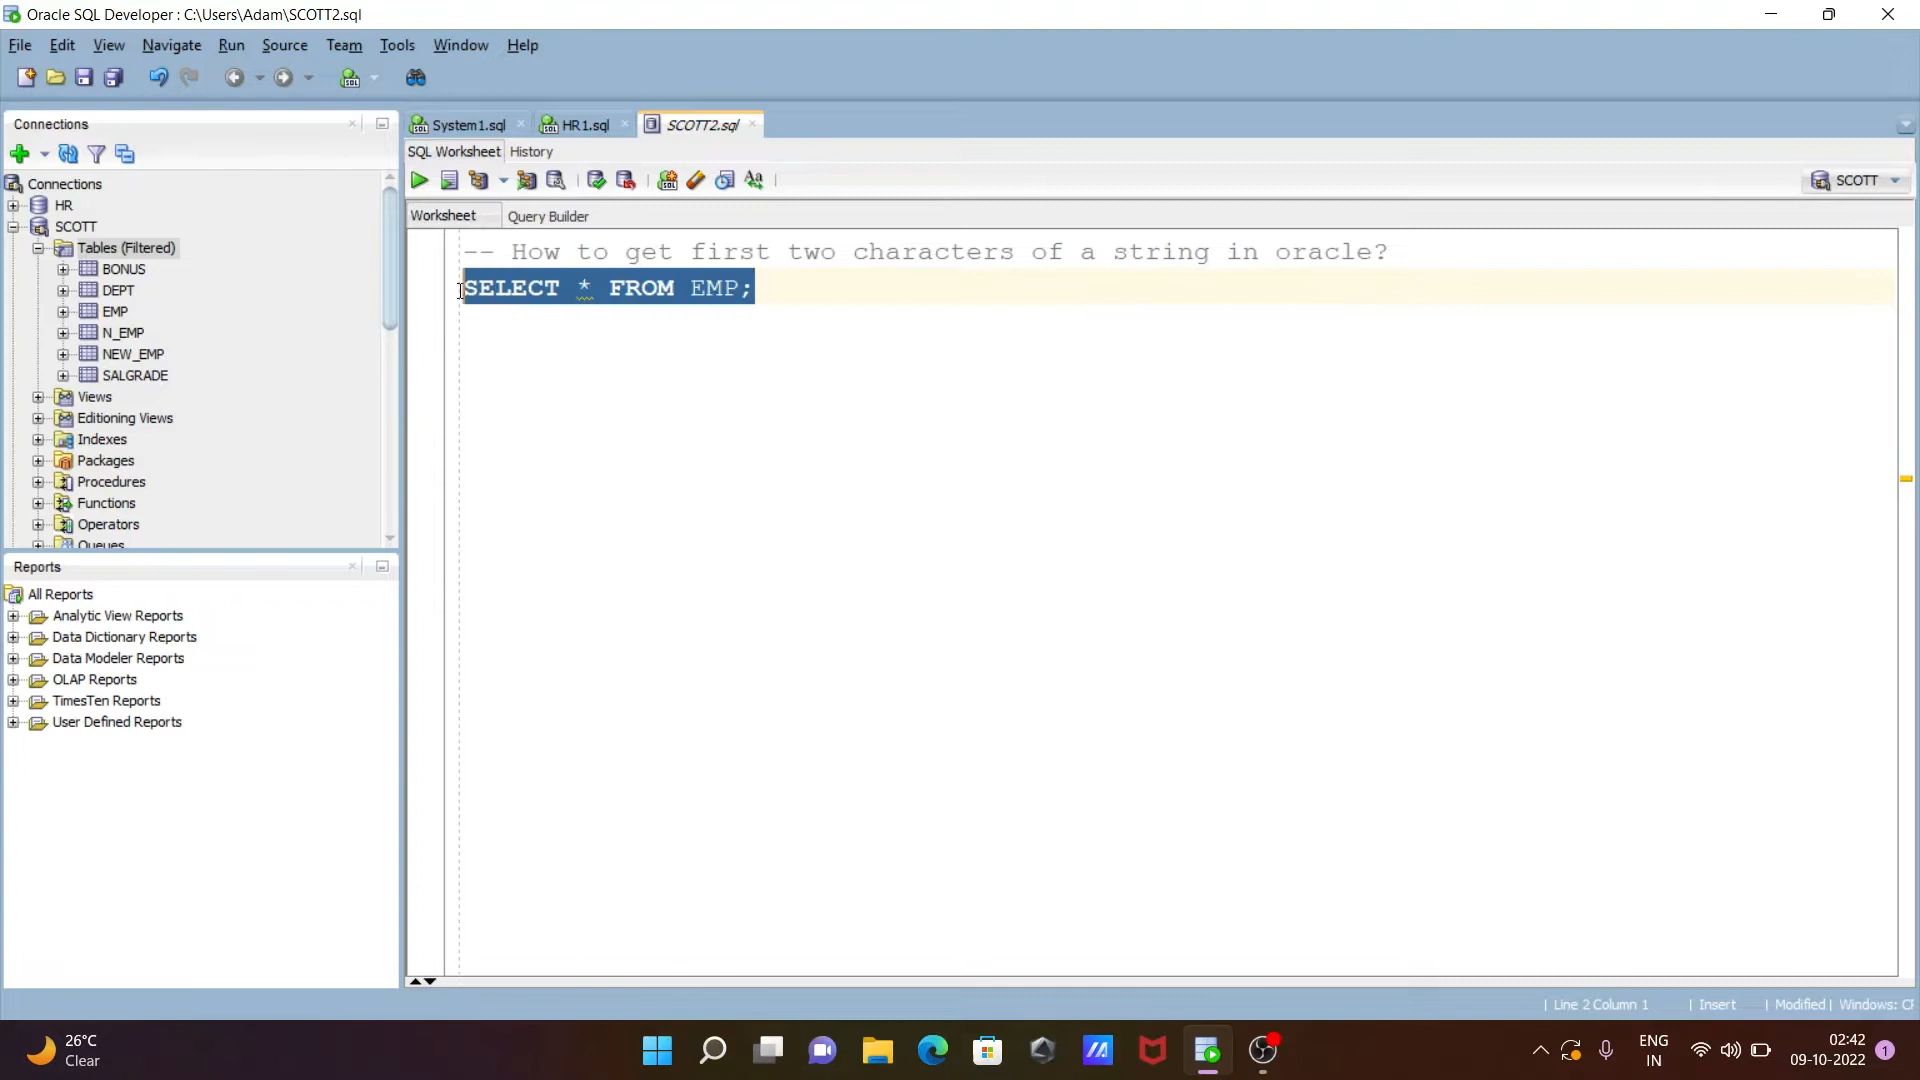 Oracle SQL Developer : C:\Users\Adam\SCOTT2.sql
File Edit View Navigate Run Source Team Tools Window Help
Connections
System1.sql HR1.sql SCOTT2.sql
SQL Worksheet History
SCOTT
Worksheet Query Builder
Connections
HR
SCOTT
Tables (Filtered)
BONUS
DEPT
EMP
N_EMP
NEW_EMP
SALGRADE
Views
Editioning Views
Indexes
Packages
Procedures
Functions
Operators
Queues
-- How to get first two characters of a string in oracle?
SELECT * FROM EMP;
Reports
All Reports
Analytic View Reports
Data Dictionary Reports
Data Modeler Reports
OLAP Reports
TimesTen Reports
User Defined Reports
Line 2 Column 1 Insert Modified Windows:
26°C
Clear
ENG
IN
02:42
09-10-2022
1